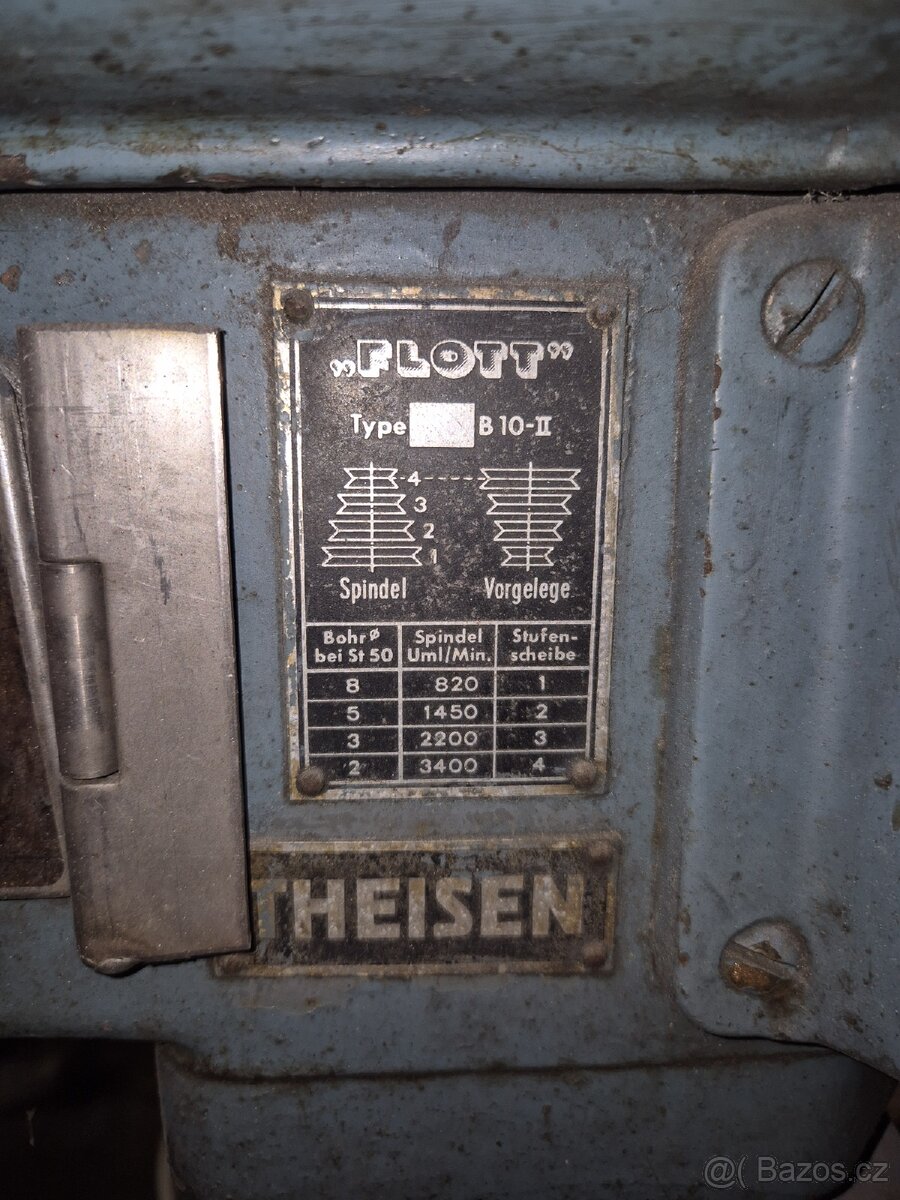 „FLOTT”
Type B 10-II
4
3
2
1
Spindel Vorgelege
Bohr⌀ Spindel Stufen-
bei St 50 Uml/Min. scheibe
8 820 1
5 1450 2
3 2200 3
2 3400 4
THEISEN
@( Bazos.cz